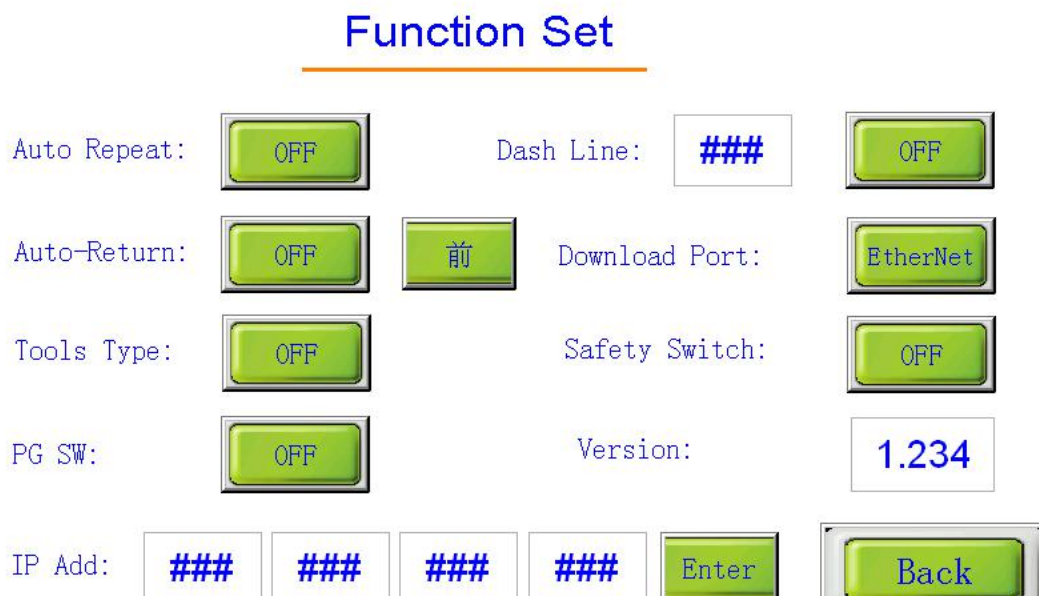 Function Set
Auto Repeat: OFF Dash Line: ### OFF
Auto-Return: OFF 前 Download Port: EtherNet
Tools Type: OFF Safety Switch: OFF
PG SW: OFF Version: 1.234
IP Add: ### ### ### ### Enter Back